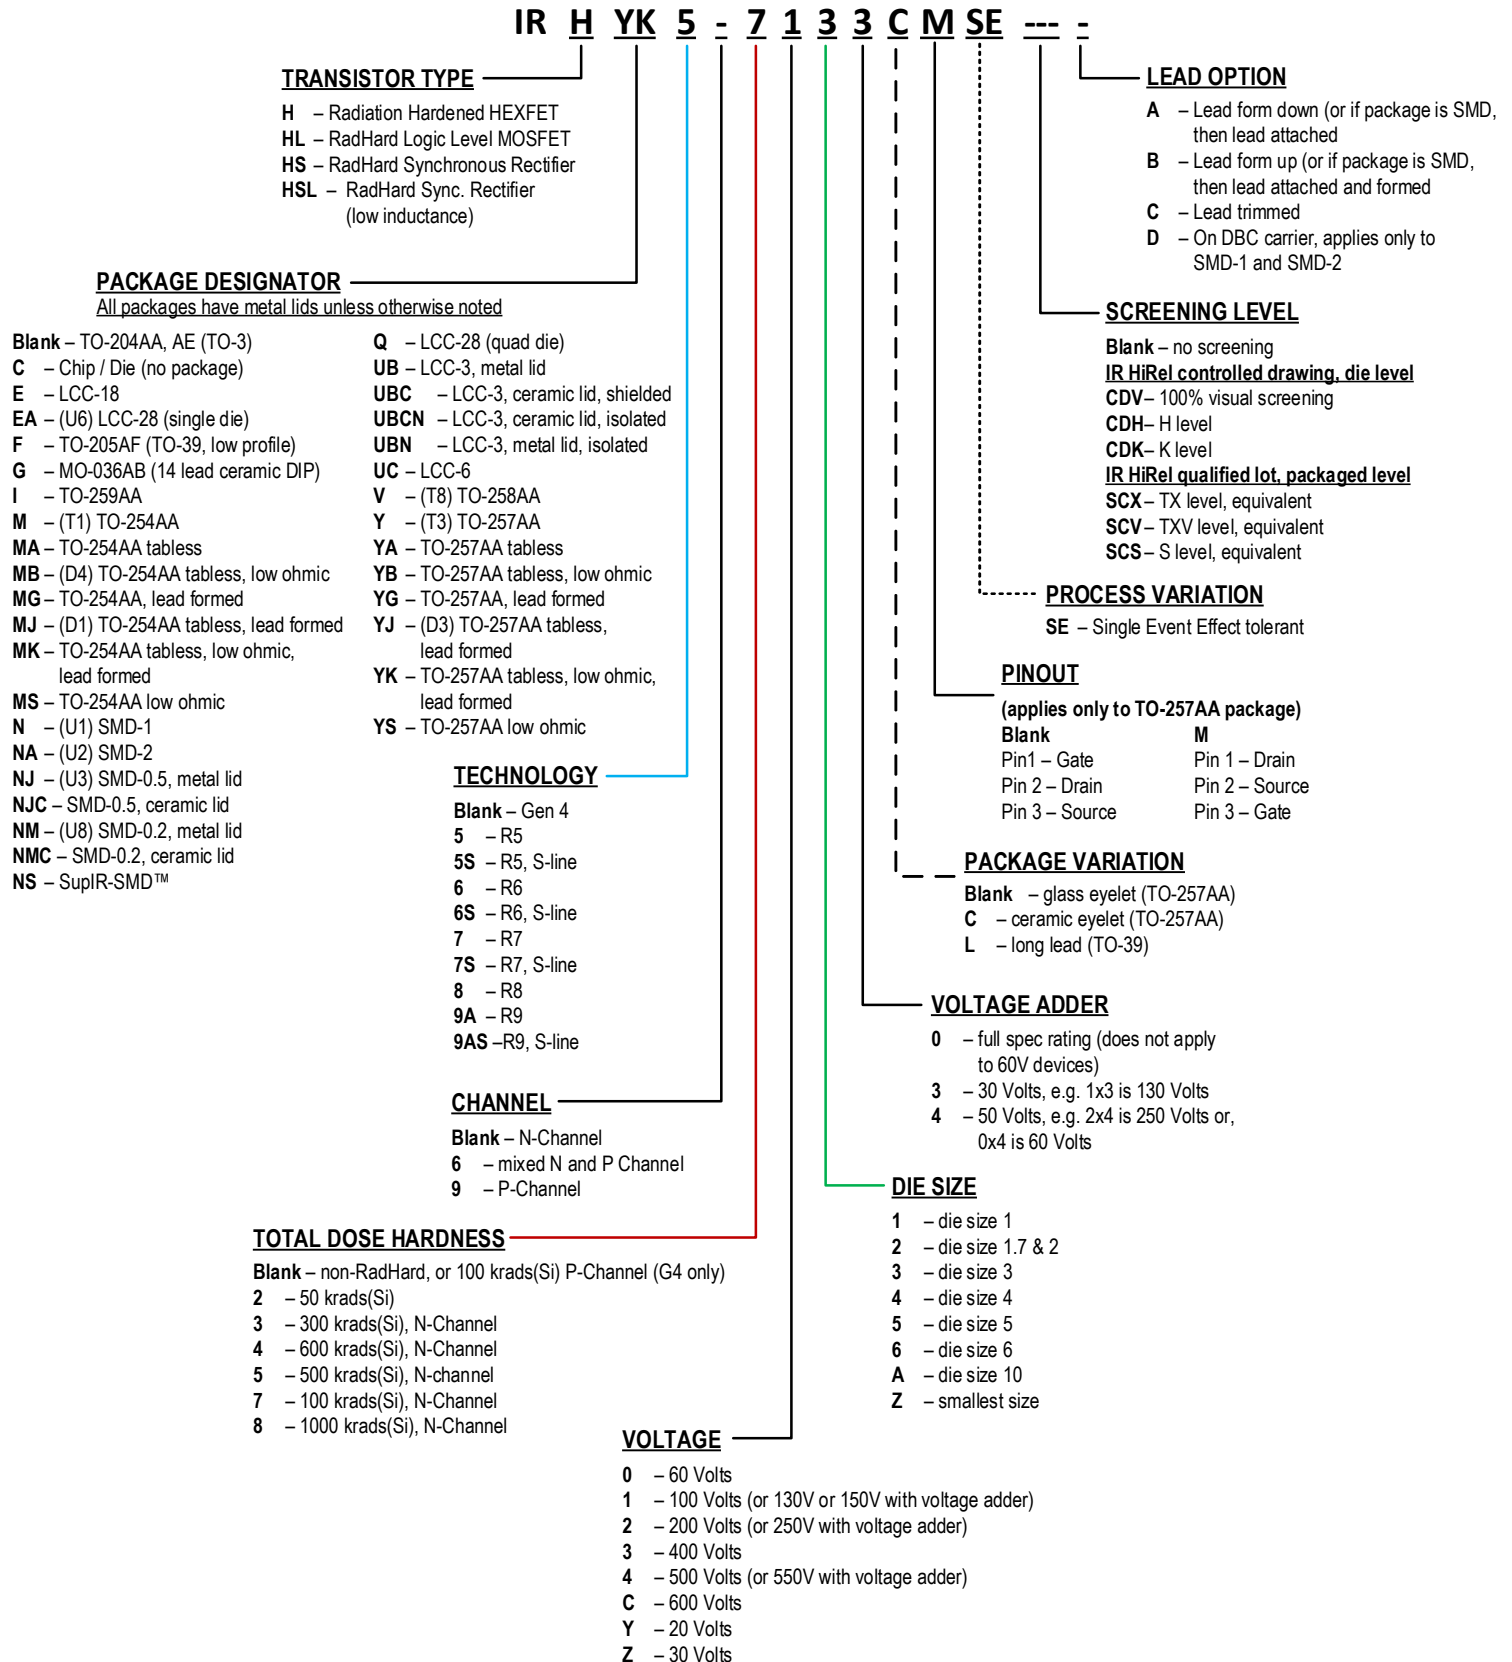 IR H YK 5 - 7 1 3 3 C M SE --- -
TRANSISTOR TYPE
H – Radiation Hardened HEXFET
HL – RadHard Logic Level MOSFET
HS – RadHard Synchronous Rectifier
HSL – RadHard Sync. Rectifier
(low inductance)
LEAD OPTION
A – Lead form down (or if package is SMD,
then lead attached
B – Lead form up (or if package is SMD,
then lead attached and formed
C – Lead trimmed
D – On DBC carrier, applies only to
SMD-1 and SMD-2
PACKAGE DESIGNATOR
All packages have metal lids unless otherwise noted
Blank – TO-204AA, AE (TO-3)
C – Chip / Die (no package)
E – LCC-18
EA – (U6) LCC-28 (single die)
F – TO-205AF (TO-39, low profile)
G – MO-036AB (14 lead ceramic DIP)
I – TO-259AA
M – (T1) TO-254AA
MA – TO-254AA tabless
MB – (D4) TO-254AA tabless, low ohmic
MG – TO-254AA, lead formed
MJ – (D1) TO-254AA tabless, lead formed
MK – TO-254AA tabless, low ohmic,
lead formed
MS – TO-254AA low ohmic
N – (U1) SMD-1
NA – (U2) SMD-2
NJ – (U3) SMD-0.5, metal lid
NJC – SMD-0.5, ceramic lid
NM – (U8) SMD-0.2, metal lid
NMC – SMD-0.2, ceramic lid
NS – SupIR-SMD™
Q – LCC-28 (quad die)
UB – LCC-3, metal lid
UBC – LCC-3, ceramic lid, shielded
UBCN – LCC-3, ceramic lid, isolated
UBN – LCC-3, metal lid, isolated
UC – LCC-6
V – (T8) TO-258AA
Y – (T3) TO-257AA
YA – TO-257AA tabless
YB – TO-257AA tabless, low ohmic
YG – TO-257AA, lead formed
YJ – (D3) TO-257AA tabless,
lead formed
YK – TO-257AA tabless, low ohmic,
lead formed
YS – TO-257AA low ohmic
SCREENING LEVEL
Blank – no screening
IR HiRel controlled drawing, die level
CDV– 100% visual screening
CDH– H level
CDK– K level
IR HiRel qualified lot, packaged level
SCX– TX level, equivalent
SCV– TXV level, equivalent
SCS– S level, equivalent
PROCESS VARIATION
SE – Single Event Effect tolerant
PINOUT
(applies only to TO-257AA package)
Blank M
Pin1 – Gate Pin 1 – Drain
Pin 2 – Drain Pin 2 – Source
Pin 3 – Source Pin 3 – Gate
TECHNOLOGY
Blank – Gen 4
5 – R5
5S – R5, S-line
6 – R6
6S – R6, S-line
7 – R7
7S – R7, S-line
8 – R8
9A – R9
9AS –R9, S-line
PACKAGE VARIATION
Blank – glass eyelet (TO-257AA)
C – ceramic eyelet (TO-257AA)
L – long lead (TO-39)
VOLTAGE ADDER
0 – full spec rating (does not apply
to 60V devices)
3 – 30 Volts, e.g. 1x3 is 130 Volts
4 – 50 Volts, e.g. 2x4 is 250 Volts or,
0x4 is 60 Volts
CHANNEL
Blank – N-Channel
6 – mixed N and P Channel
9 – P-Channel
DIE SIZE
1 – die size 1
2 – die size 1.7 & 2
3 – die size 3
4 – die size 4
5 – die size 5
6 – die size 6
A – die size 10
Z – smallest size
TOTAL DOSE HARDNESS
Blank – non-RadHard, or 100 krads(Si) P-Channel (G4 only)
2 – 50 krads(Si)
3 – 300 krads(Si), N-Channel
4 – 600 krads(Si), N-Channel
5 – 500 krads(Si), N-channel
7 – 100 krads(Si), N-Channel
8 – 1000 krads(Si), N-Channel
VOLTAGE
0 – 60 Volts
1 – 100 Volts (or 130V or 150V with voltage adder)
2 – 200 Volts (or 250V with voltage adder)
3 – 400 Volts
4 – 500 Volts (or 550V with voltage adder)
C – 600 Volts
Y – 20 Volts
Z – 30 Volts